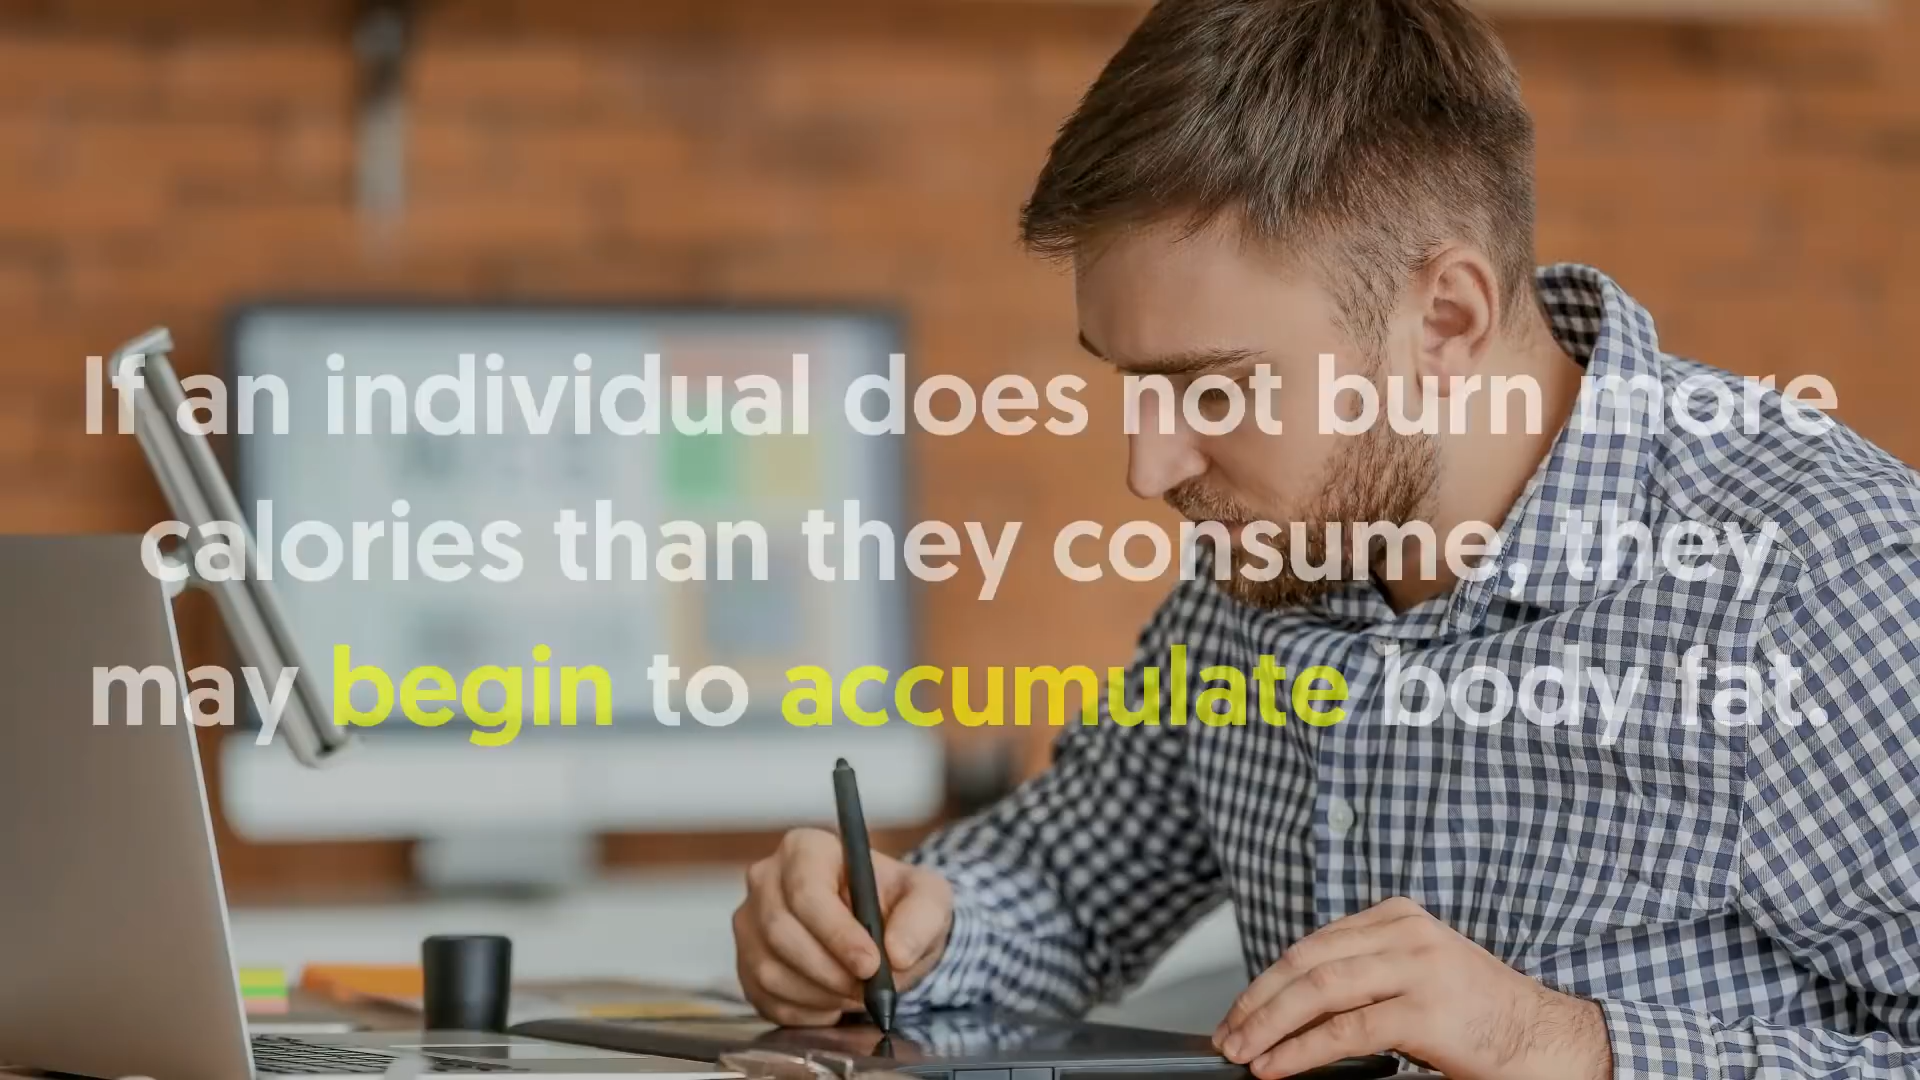 If an individual does not burn more
calories than they consume, they
may begin to accumulate body fat.